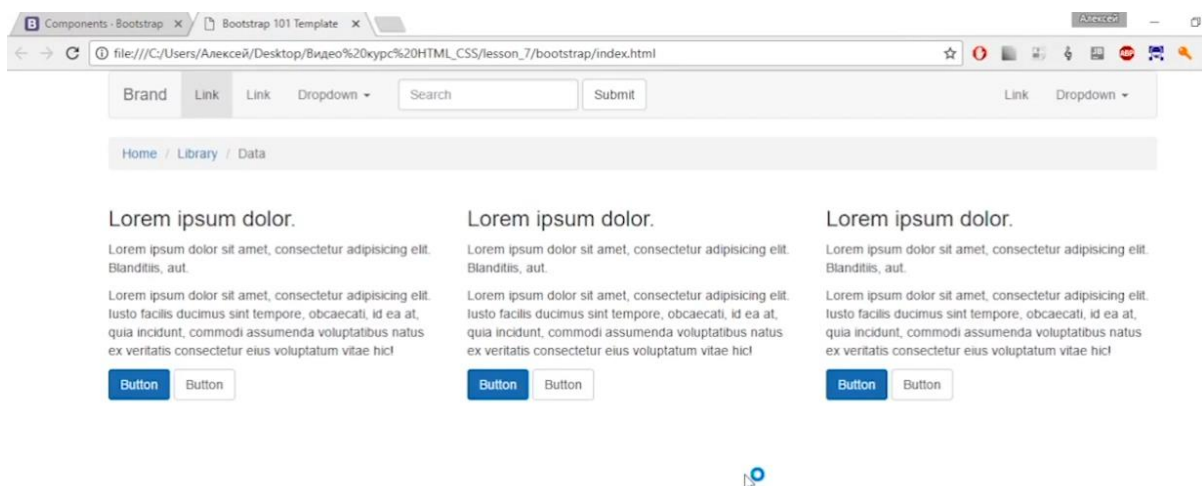 Components · Bootstrap
Bootstrap 101 Template
Алексей
file:///C:/Users/Алексей/Desktop/Видео%20курс%20HTML_CSS/lesson_7/bootstrap/index.html
ABP
Brand Link Link Dropdown Search Submit Link Dropdown
Home / Library / Data
Lorem ipsum dolor.
Lorem ipsum dolor sit amet, consectetur adipisicing elit.
Blanditiis, aut.
Lorem ipsum dolor sit amet, consectetur adipisicing elit.
Iusto facilis ducimus sint tempore, obcaecati, id ea at,
quia incidunt, commodi assumenda voluptatibus natus
ex veritatis consectetur eius voluptatum vitae hic!
Button Button
Lorem ipsum dolor.
Lorem ipsum dolor sit amet, consectetur adipisicing elit.
Blanditiis, aut.
Lorem ipsum dolor sit amet, consectetur adipisicing elit.
Iusto facilis ducimus sint tempore, obcaecati, id ea at,
quia incidunt, commodi assumenda voluptatibus natus
ex veritatis consectetur eius voluptatum vitae hic!
Button Button
Lorem ipsum dolor.
Lorem ipsum dolor sit amet, consectetur adipisicing elit.
Blanditiis, aut.
Lorem ipsum dolor sit amet, consectetur adipisicing elit.
Iusto facilis ducimus sint tempore, obcaecati, id ea at,
quia incidunt, commodi assumenda voluptatibus natus
ex veritatis consectetur eius voluptatum vitae hic!
Button Button